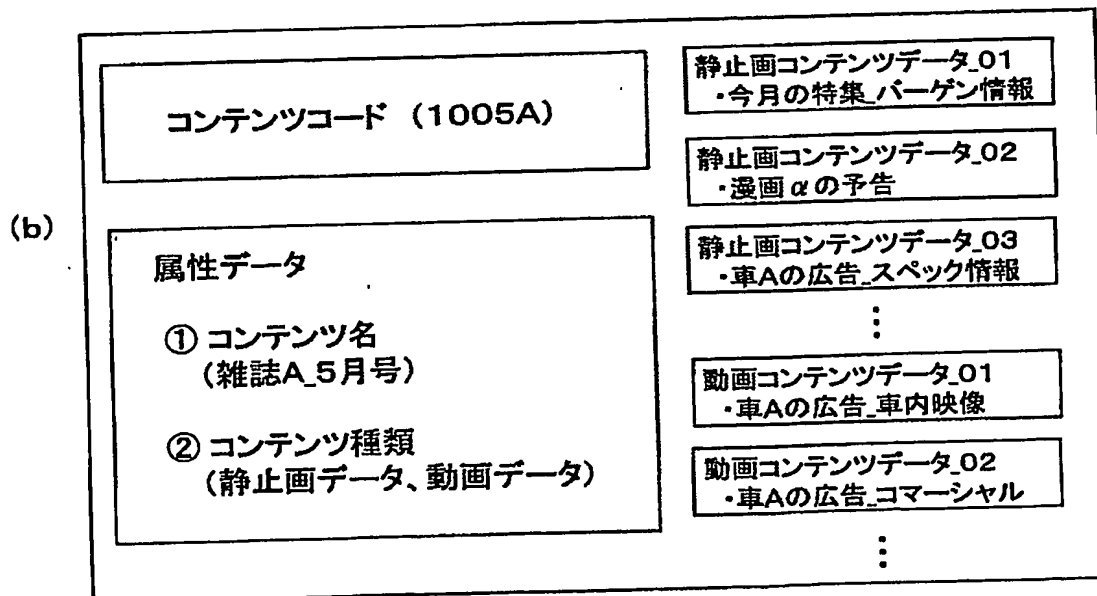 (b)
コンテンツコード (1005A)
属性データ
① コンテンツ名
(雑誌A_5月号)
② コンテンツ種類
(静止画データ、動画データ)
静止画コンテンツデータ_01
・今月の特集_バーゲン情報
静止画コンテンツデータ_02
・漫画αの予告
静止画コンテンツデータ_03
・車Aの広告_スペック情報
⋮
動画コンテンツデータ_01
・車Aの広告_車内映像
動画コンテンツデータ_02
・車Aの広告_コマーシャル
⋮